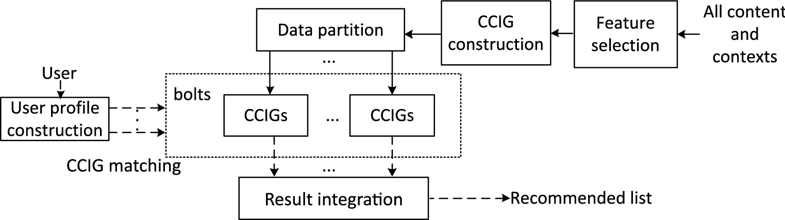 Data partition
CCIG
construction
Feature
selection
All content
and
contexts
...
User
User profile
construction
bolts
CCIGs
...
CCIGs
CCIG matching
...
Result integration
Recommended list